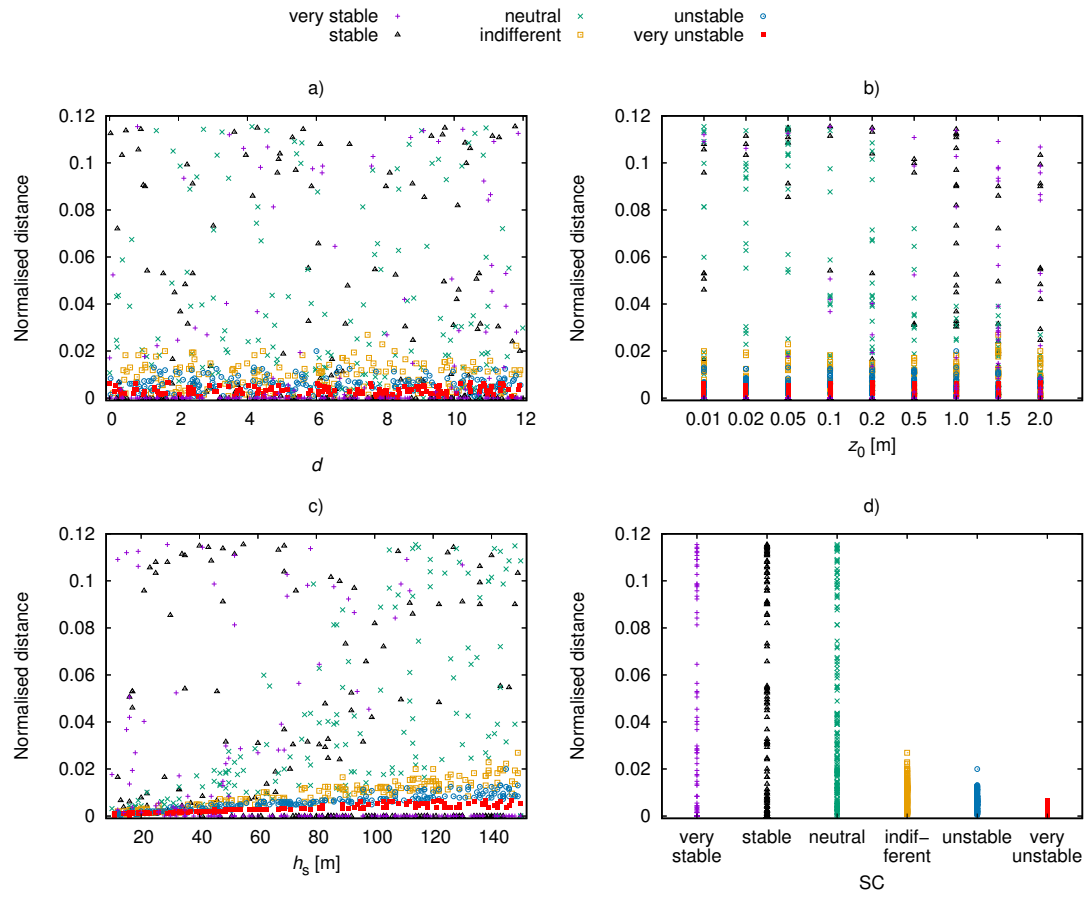 very stable neutral unstable
stable indifferent very unstable
a)
0.12
0.1
0.08
0.06
0.04
0.02
0
Normalised distance
0 2 4 6 8 10 12
d
b)
0.12
0.1
0.08
0.06
0.04
0.02
0
Normalised distance
0.01 0.02 0.05 0.1 0.2 0.5 1.0 1.5 2.0
z0 [m]
c)
0.12
0.1
0.08
0.06
0.04
0.02
0
Normalised distance
20 40 60 80 100 120 140
hs [m]
d)
0.12
0.1
0.08
0.06
0.04
0.02
0
Normalised distance
very stable neutral indif– unstable very
stable ferent unstable
SC